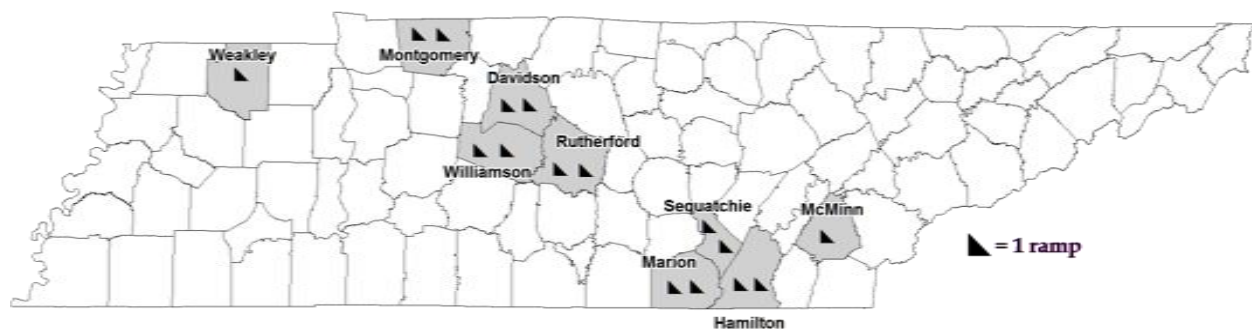 Weakley
Montgomery
Davidson
Rutherford
Williamson
Sequatchie
McMinn
= 1 ramp
Marion
Hamilton